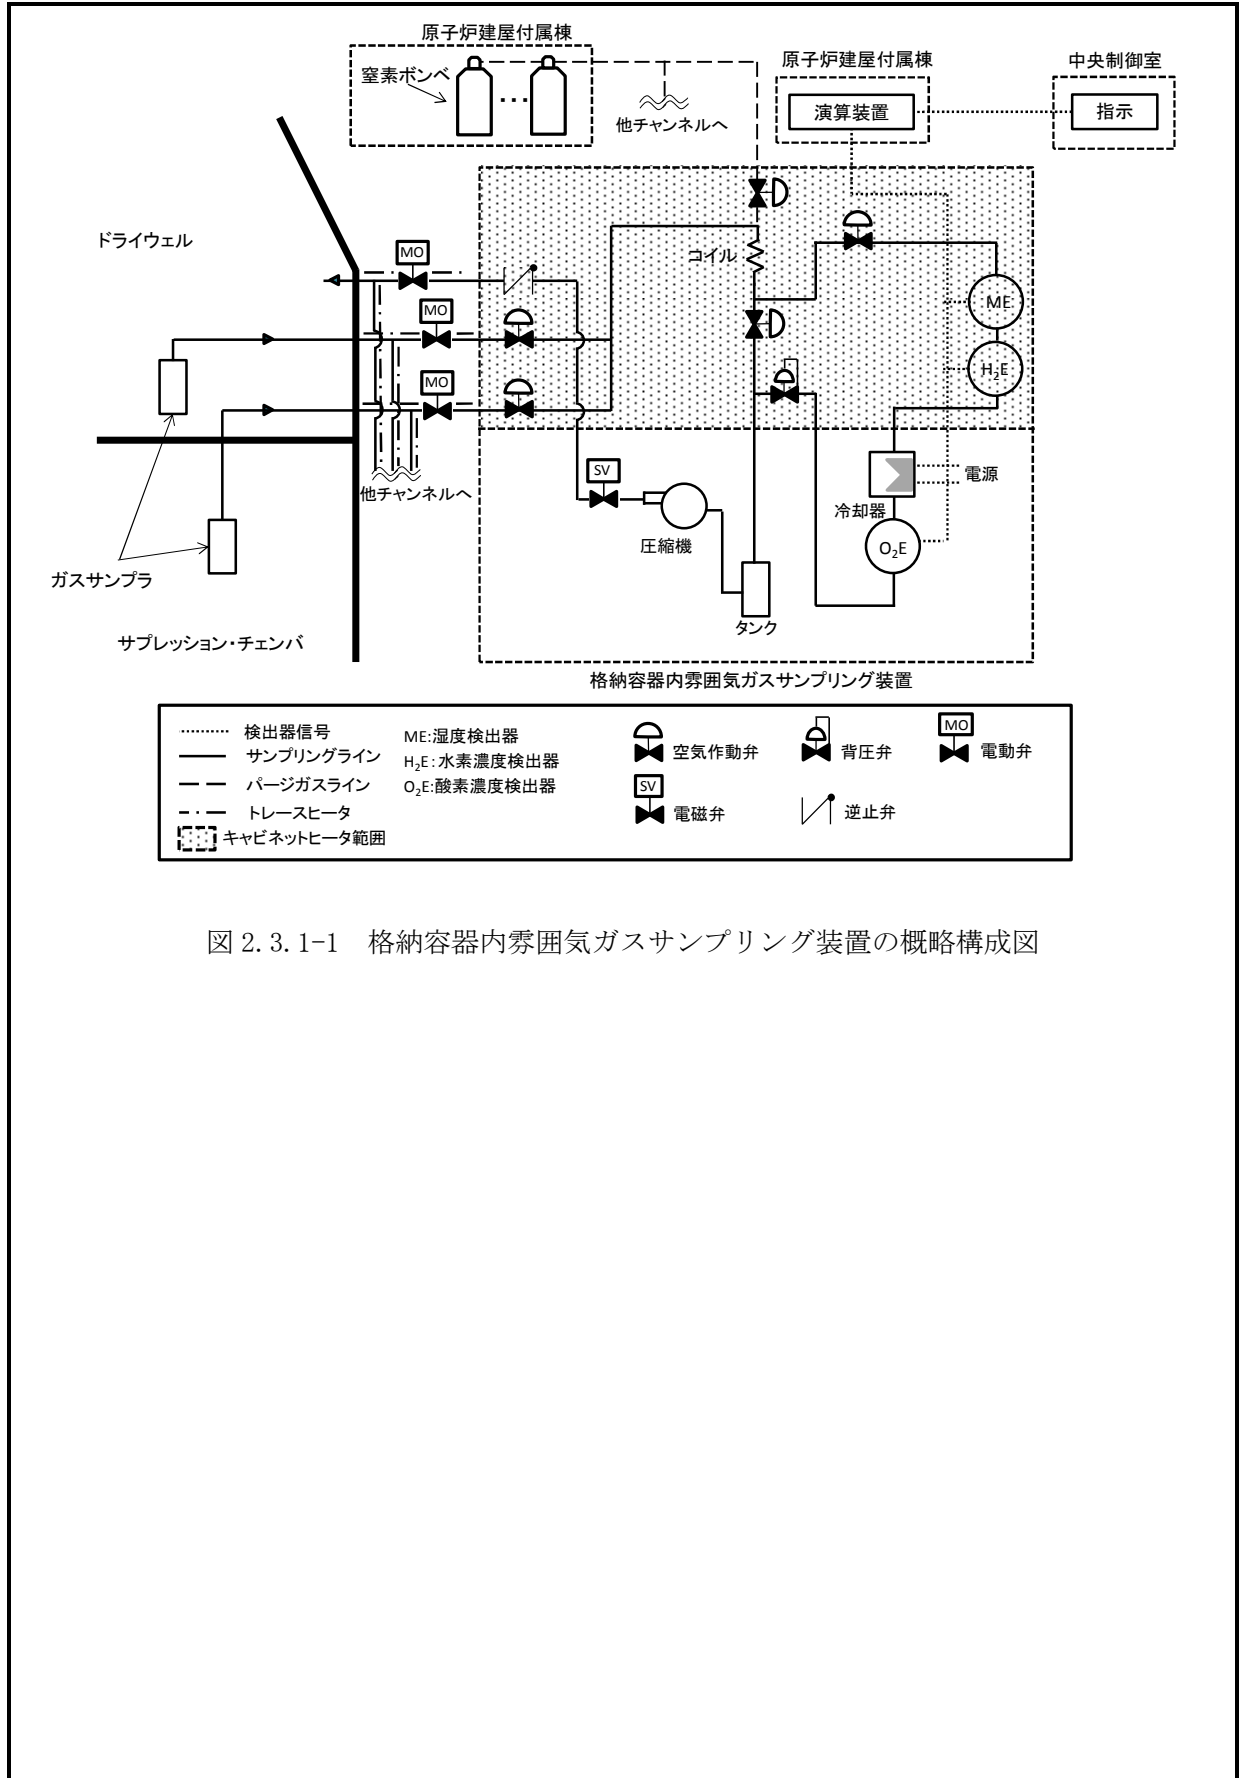 原子炉建屋付属棟
窒素ボンベ
他チャンネルへ
原子炉建屋付属棟
演算装置
中央制御室
指示
ドライウェル
MO
コイル
ME
MO
H₂E
MO
他チャンネルへ
SV
電源
冷却器
圧縮機
O₂E
ガスサンプラ
タンク
サプレッション・チェンバ
格納容器内雰囲気ガスサンプリング装置
検出器信号
サンプリングライン
パージガスライン
トレースヒータ
キャビネットヒータ範囲
ME:湿度検出器
H₂E:水素濃度検出器
O₂E:酸素濃度検出器
空気作動弁
SV
電磁弁
背圧弁
逆止弁
MO
電動弁
図 2.3.1-1 格納容器内雰囲気ガスサンプリング装置の概略構成図